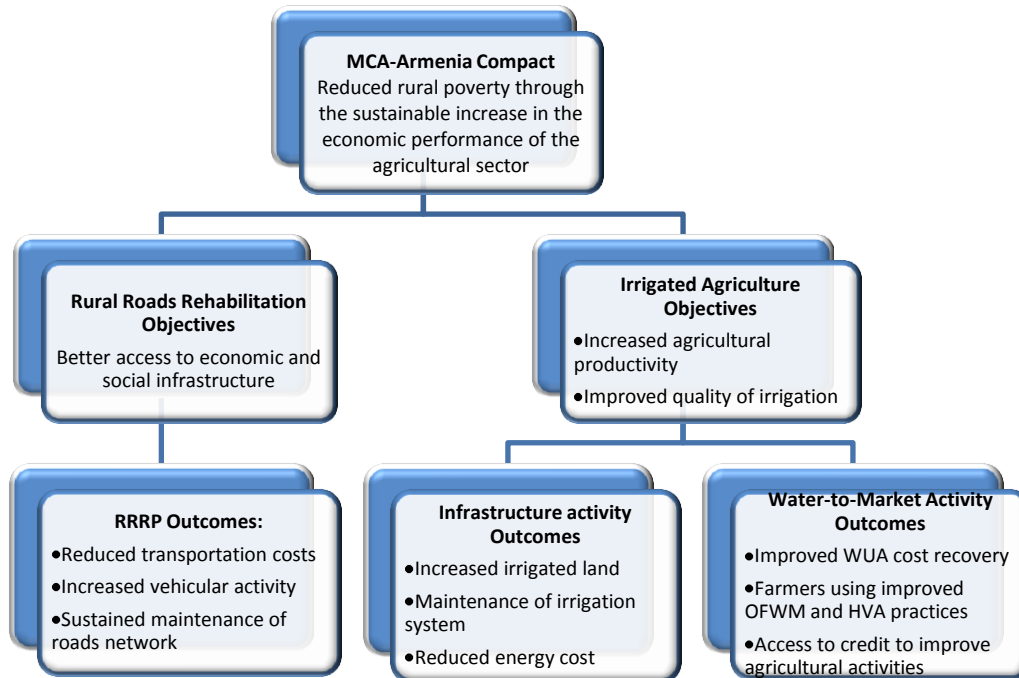 MCA-Armenia Compact
Reduced rural poverty through
the sustainable increase in the
economic performance of the
agricultural sector
Rural Roads Rehabilitation
Objectives
Better access to economic and
social infrastructure
Irrigated Agriculture
Objectives
•Increased agricultural
productivity
•Improved quality of irrigation
RRRP Outcomes:
•Reduced transportation costs
•Increased vehicular activity
•Sustained maintenance of
roads network
Infrastructure activity
Outcomes
•Increased irrigated land
•Maintenance of irrigation
system
•Reduced energy cost
Water-to-Market Activity
Outcomes
•Improved WUA cost recovery
•Farmers using improved
OFWM and HVA practices
•Access to credit to improve
agricultural activities